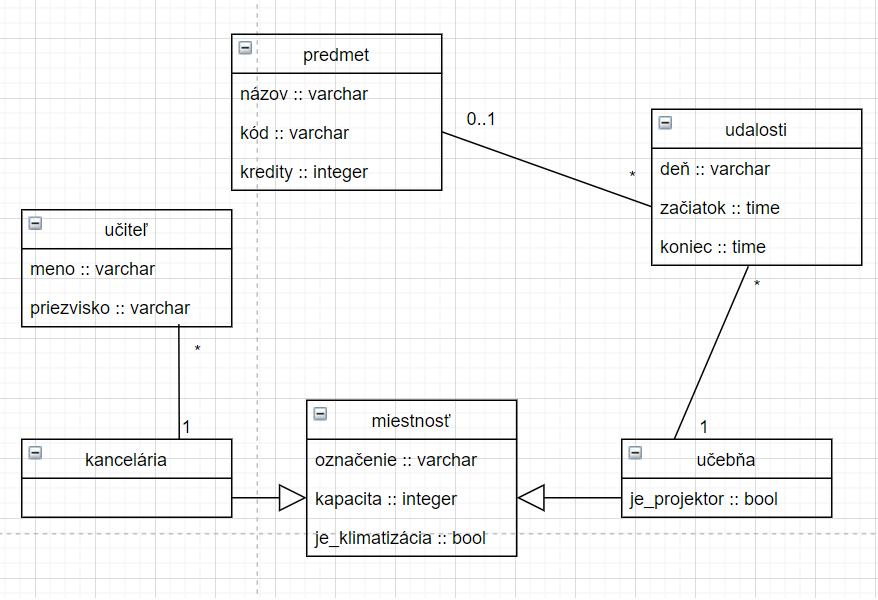 predmet
názov :: varchar
kód :: varchar
kredity :: integer
0..1
*
udalosti
deň :: varchar
začiatok :: time
koniec :: time
*
1
učiteľ
meno :: varchar
priezvisko :: varchar
*
1
kancelária
miestnosť
označenie :: varchar
kapacita :: integer
je_klimatizácia :: bool
učebňa
je_projektor :: bool